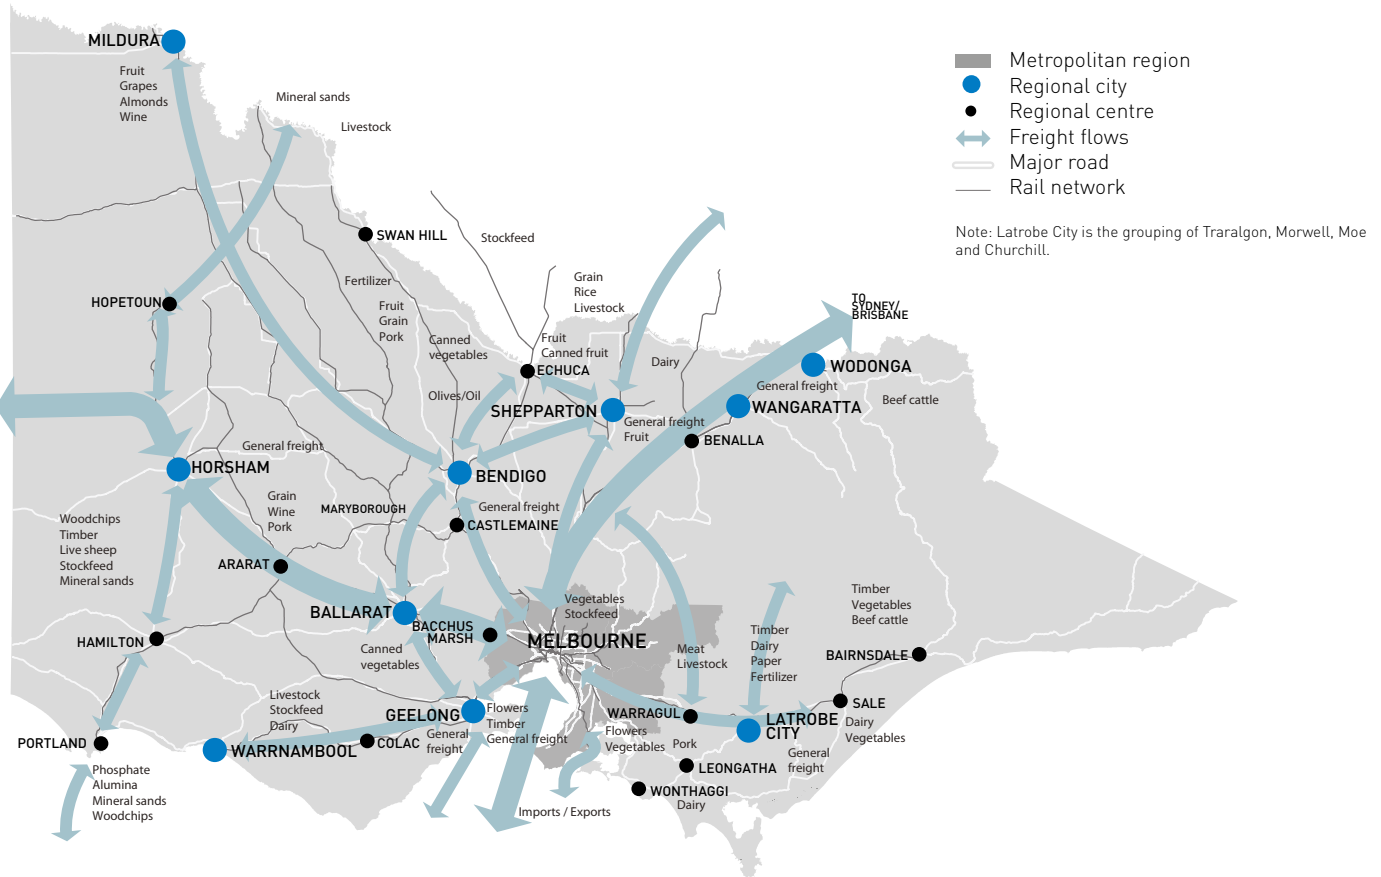 MILDURA
Fruit
Grapes
Almonds
Wine
Mineral sands
Livestock
Metropolitan region
Regional city
Regional centre
Freight flows
Major road
Rail network
Note: Latrobe City is the grouping of Traralgon, Morwell, Moe
and Churchill.
SWAN HILL
Stockfeed
Fertilizer
Grain
Rice
Livestock
HOPETOUN
Fruit
Grain
Pork
TO
SYDNEY/
BRISBANE
Canned
vegetables
Fruit
Canned fruit
ECHUCA
Dairy
WODONGA
General freight
Beef cattle
Olives/Oil
SHEPPARTON
WANGARATTA
General freight
Fruit
BENALLA
General freight
HORSHAM
BENDIGO
Grain
Wine
Pork
MARYBOROUGH
General freight
CASTLEMAINE
Woodchips
Timber
Live sheep
Stockfeed
Mineral sands
ARARAT
BALLARAT
BACCHUS
MARSH
Vegetables
Stockfeed
MELBOURNE
Timber
Vegetables
Beef cattle
HAMILTON
Canned
vegetables
Meat
Livestock
Timber
Dairy
Paper
Fertilizer
BAIRNSDALE
Livestock
Stockfeed
Dairy
GEELONG
Flowers
Timber
General freight
General
freight
WARRAGUL
LATROBE
CITY
SALE
Dairy
Vegetables
PORTLAND
WARRNAMBOOL
COLAC
Flowers
Vegetables
Pork
General
freight
LEONGATHA
Phosphate
Alumina
Mineral sands
Woodchips
WONTHAGGI
Dairy
Imports / Exports